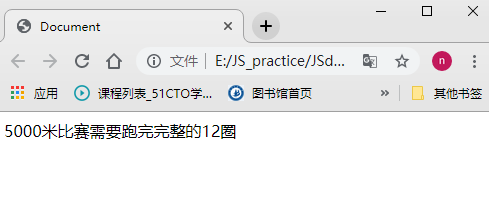 Document
文件 E:/JS_practice/JSd...
n
应用 课程列表_51CTO学... 图书馆首页 » 其他书签
5000米比赛需要跑完完整的12圈